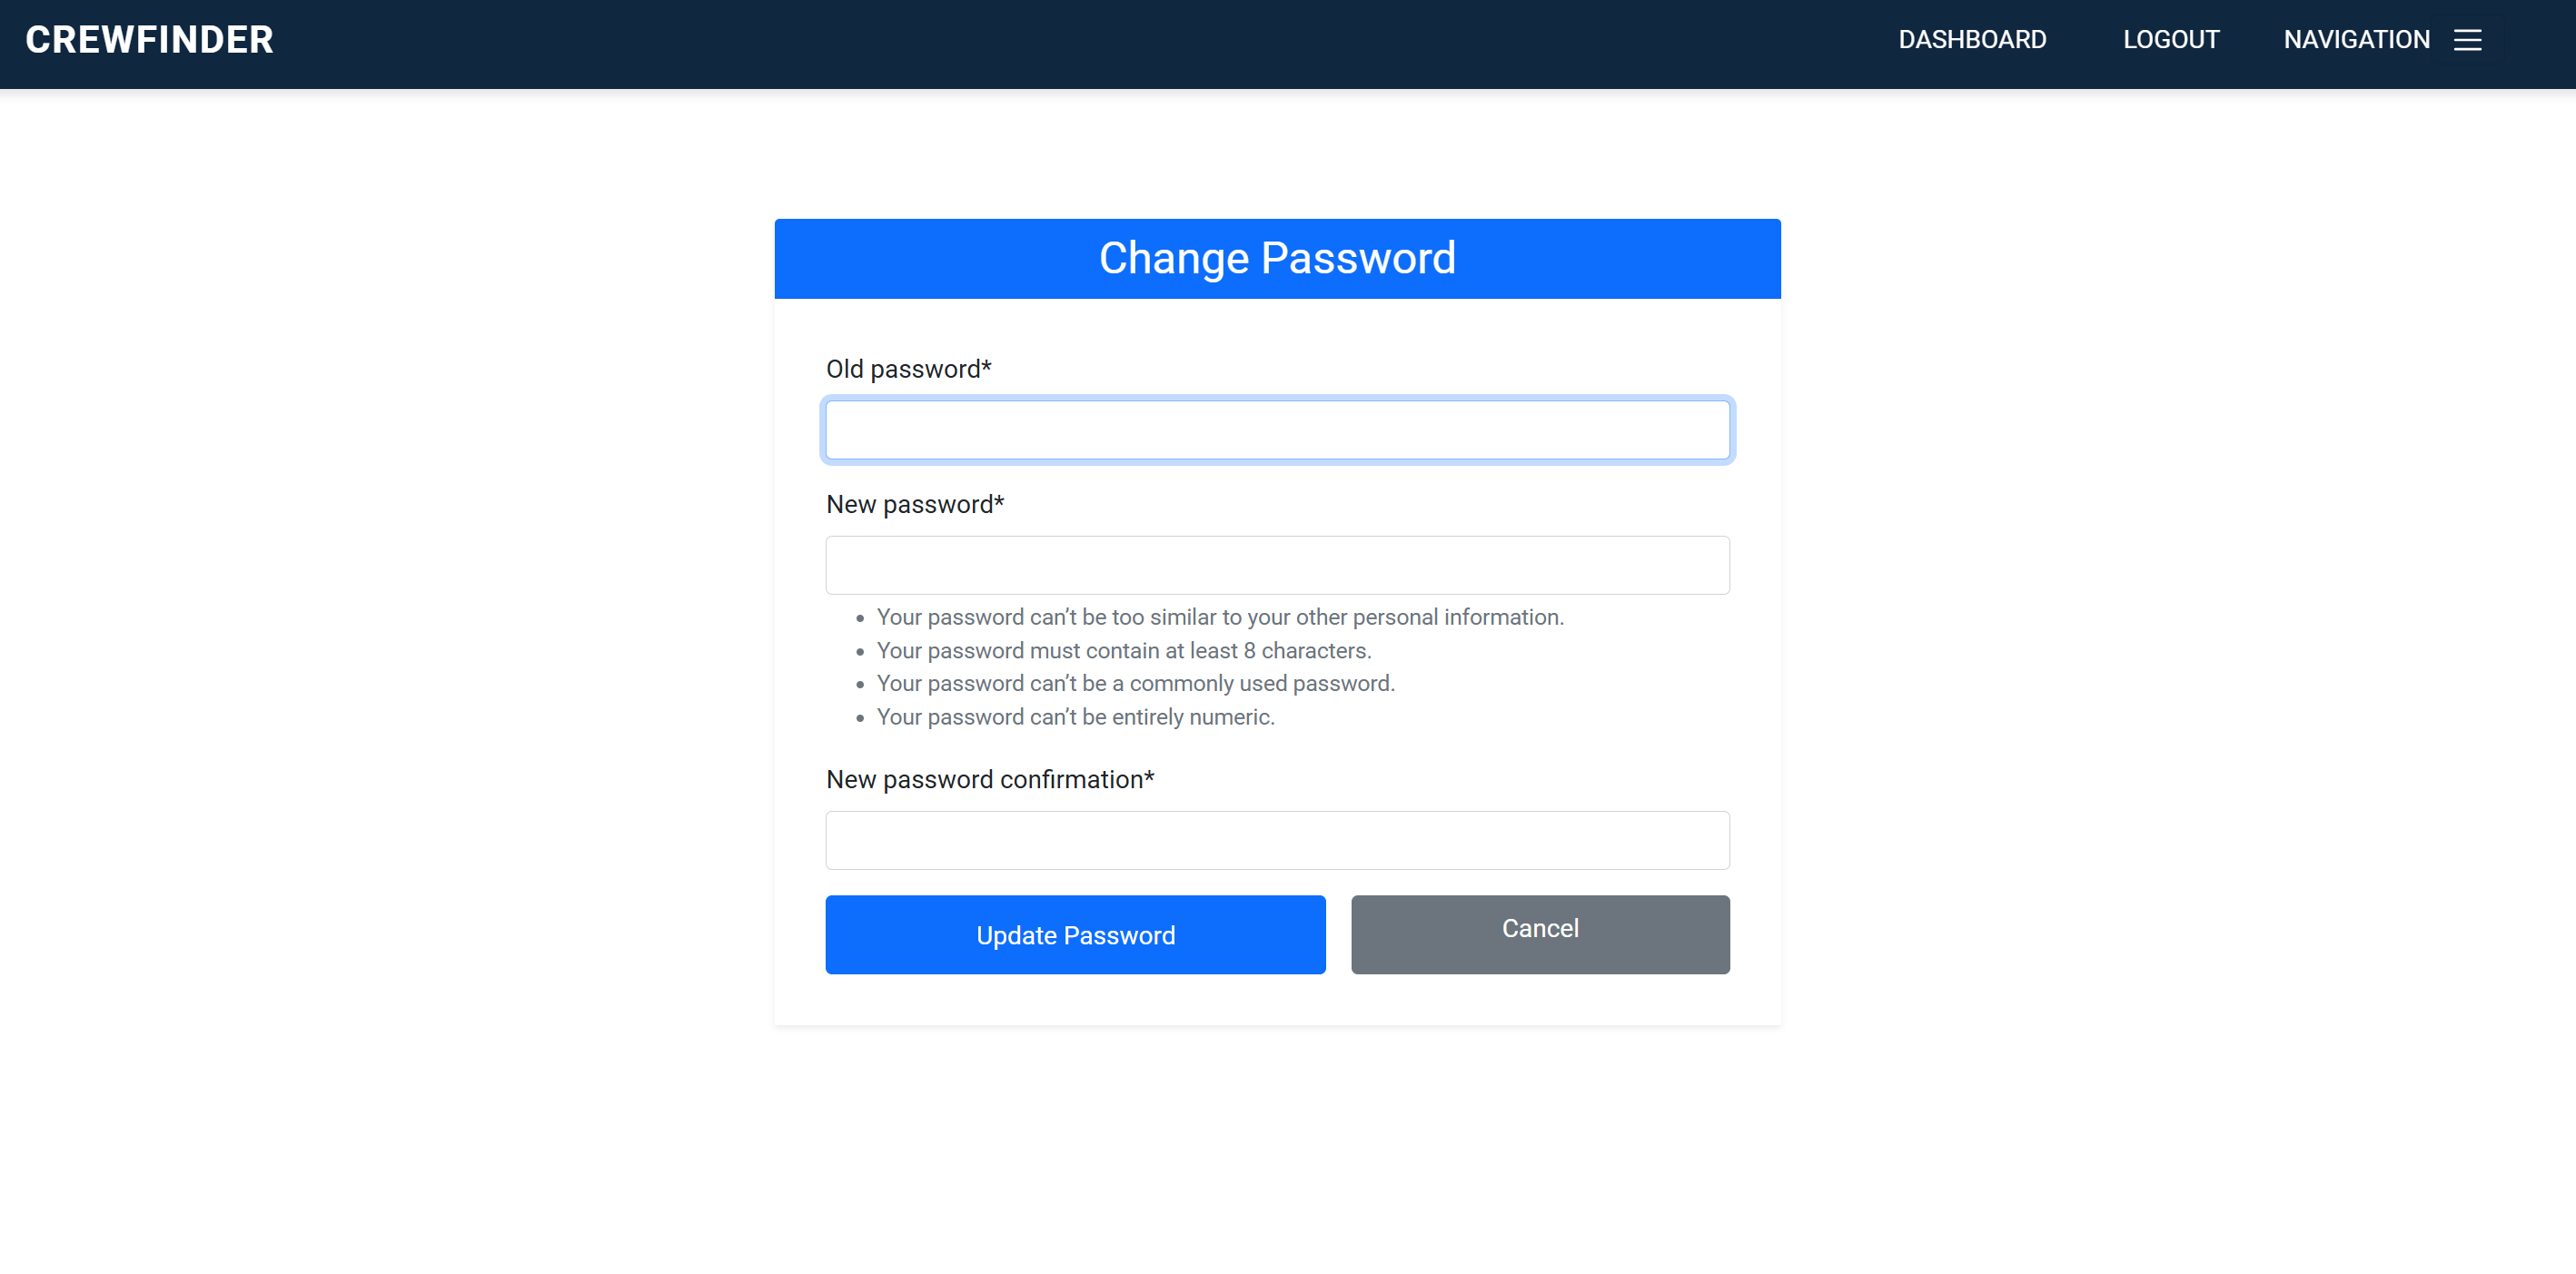 CREWFINDER
DASHBOARD LOGOUT NAVIGATION
Change Password
Old password*
New password*
• Your password can’t be too similar to your other personal information.
• Your password must contain at least 8 characters.
• Your password can’t be a commonly used password.
• Your password can’t be entirely numeric.
New password confirmation*
Update Password Cancel